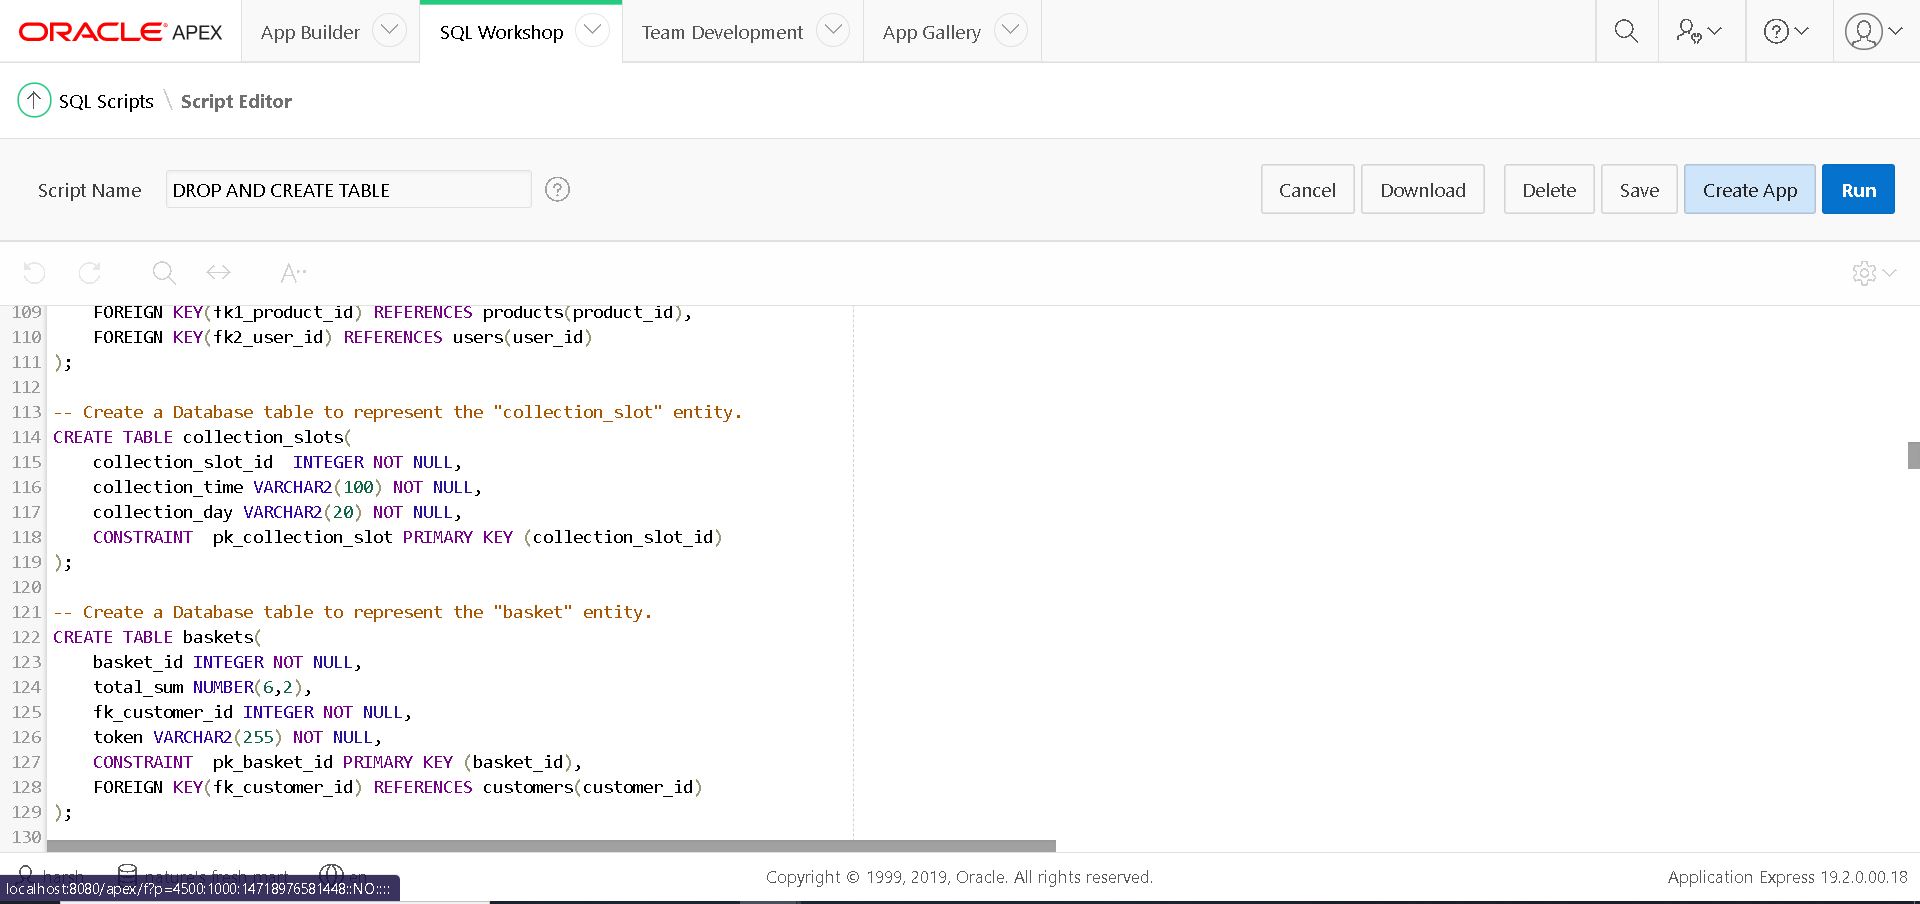 ORACLE APEX App Builder SQL Workshop Team Development App Gallery
SQL Scripts \ Script Editor
Script Name DROP AND CREATE TABLE ? Cancel Download Delete Save Create App Run
A··
109 FOREIGN KEY(fk1_product_id) REFERENCES products(product_id),
110 FOREIGN KEY(fk2_user_id) REFERENCES users(user_id)
111 );
112
113 -- Create a Database table to represent the "collection_slot" entity.
114 CREATE TABLE collection_slots(
115 collection_slot_id  INTEGER NOT NULL,
116 collection_time VARCHAR2(100) NOT NULL,
117 collection_day VARCHAR2(20) NOT NULL,
118 CONSTRAINT  pk_collection_slot PRIMARY KEY (collection_slot_id)
119 );
120
121 -- Create a Database table to represent the "basket" entity.
122 CREATE TABLE baskets(
123 basket_id INTEGER NOT NULL,
124 total_sum NUMBER(6,2),
125 fk_customer_id INTEGER NOT NULL,
126 token VARCHAR2(255) NOT NULL,
127 CONSTRAINT  pk_basket_id PRIMARY KEY (basket_id),
128 FOREIGN KEY(fk_customer_id) REFERENCES customers(customer_id)
129 );
130
harsh nature's fresh mart en Copyright © 1999, 2019, Oracle. All rights reserved. Application Express 19.2.0.00.18
localhost:8080/apex/f?p=4500:1000:14718976581448::NO::::